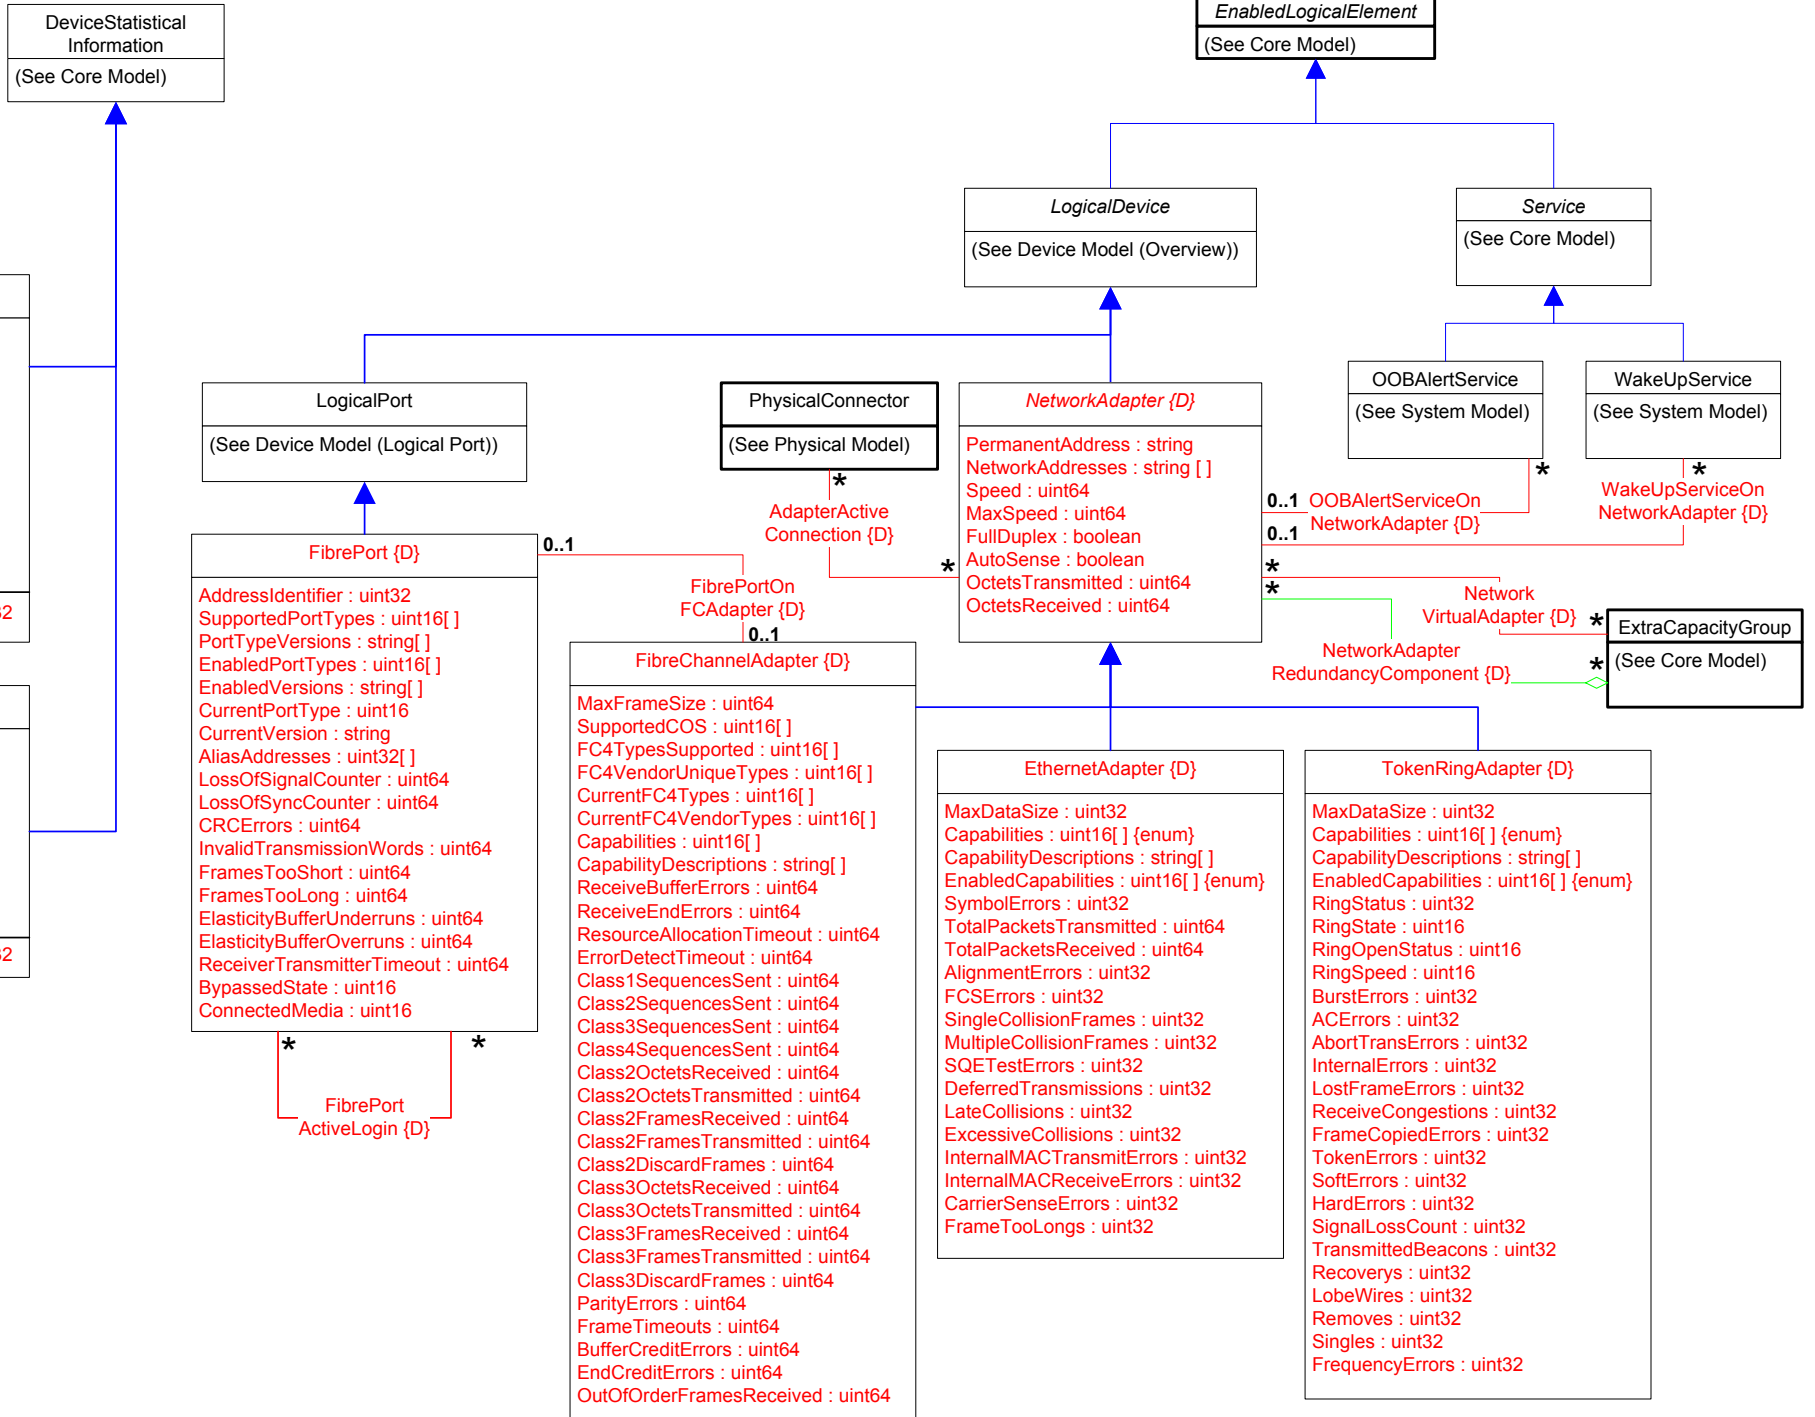 DeviceStatistical
Information
(See Core Model)
EnabledLogicalElement
(See Core Model)
LogicalDevice
(See Device Model (Overview))
Service
(See Core Model)
LogicalPort
(See Device Model (Logical Port))
PhysicalConnector
(See Physical Model)
*
AdapterActive
Connection {D}
*
NetworkAdapter {D}
PermanentAddress : string
NetworkAddresses : string [ ]
Speed : uint64
MaxSpeed : uint64
FullDuplex : boolean
AutoSense : boolean
OctetsTransmitted : uint64
OctetsReceived : uint64
OOBAlertService
(See System Model)
*
0..1
OOBAlertServiceOn
NetworkAdapter {D}
WakeUpService
(See System Model)
*
WakeUpServiceOn
NetworkAdapter {D}
0..1
*
Network
VirtualAdapter {D}
*
*
NetworkAdapter
RedundancyComponent {D}
*
ExtraCapacityGroup
(See Core Model)
FibrePort {D}
AddressIdentifier : uint32
SupportedPortTypes : uint16[ ]
PortTypeVersions : string[ ]
EnabledPortTypes : uint16[ ]
EnabledVersions : string[ ]
CurrentPortType : uint16
CurrentVersion : string
AliasAddresses : uint32[ ]
LossOfSignalCounter : uint64
LossOfSyncCounter : uint64
CRCErrors : uint64
InvalidTransmissionWords : uint64
FramesTooShort : uint64
FramesTooLong : uint64
ElasticityBufferUnderruns : uint64
ElasticityBufferOverruns : uint64
ReceiverTransmitterTimeout : uint64
BypassedState : uint16
ConnectedMedia : uint16
*
*
FibrePort
ActiveLogin {D}
0..1
FibrePortOn
FCAdapter {D}
0..1
FibreChannelAdapter {D}
MaxFrameSize : uint64
SupportedCOS : uint16[ ]
FC4TypesSupported : uint16[ ]
FC4VendorUniqueTypes : uint16[ ]
CurrentFC4Types : uint16[ ]
CurrentFC4VendorTypes : uint16[ ]
Capabilities : uint16[ ]
CapabilityDescriptions : string[ ]
ReceiveBufferErrors : uint64
ReceiveEndErrors : uint64
ResourceAllocationTimeout : uint64
ErrorDetectTimeout : uint64
Class1SequencesSent : uint64
Class2SequencesSent : uint64
Class3SequencesSent : uint64
Class4SequencesSent : uint64
Class2OctetsReceived : uint64
Class2OctetsTransmitted : uint64
Class2FramesReceived : uint64
Class2FramesTransmitted : uint64
Class2DiscardFrames : uint64
Class3OctetsReceived : uint64
Class3OctetsTransmitted : uint64
Class3FramesReceived : uint64
Class3FramesTransmitted : uint64
Class3DiscardFrames : uint64
ParityErrors : uint64
FrameTimeouts : uint64
BufferCreditErrors : uint64
EndCreditErrors : uint64
OutOfOrderFramesReceived : uint64
EthernetAdapter {D}
MaxDataSize : uint32
Capabilities : uint16[ ] {enum}
CapabilityDescriptions : string[ ]
EnabledCapabilities : uint16[ ] {enum}
SymbolErrors : uint32
TotalPacketsTransmitted : uint64
TotalPacketsReceived : uint64
AlignmentErrors : uint32
FCSErrors : uint32
SingleCollisionFrames : uint32
MultipleCollisionFrames : uint32
SQETestErrors : uint32
DeferredTransmissions : uint32
LateCollisions : uint32
ExcessiveCollisions : uint32
InternalMACTransmitErrors : uint32
InternalMACReceiveErrors : uint32
CarrierSenseErrors : uint32
FrameTooLongs : uint32
TokenRingAdapter {D}
MaxDataSize : uint32
Capabilities : uint16[ ] {enum}
CapabilityDescriptions : string[ ]
EnabledCapabilities : uint16[ ] {enum}
RingStatus : uint32
RingState : uint16
RingOpenStatus : uint16
RingSpeed : uint16
BurstErrors : uint32
ACErrors : uint32
AbortTransErrors : uint32
InternalErrors : uint32
LostFrameErrors : uint32
ReceiveCongestions : uint32
FrameCopiedErrors : uint32
TokenErrors : uint32
SoftErrors : uint32
HardErrors : uint32
SignalLossCount : uint32
TransmittedBeacons : uint32
Recoverys : uint32
LobeWires : uint32
Removes : uint32
Singles : uint32
FrequencyErrors : uint32